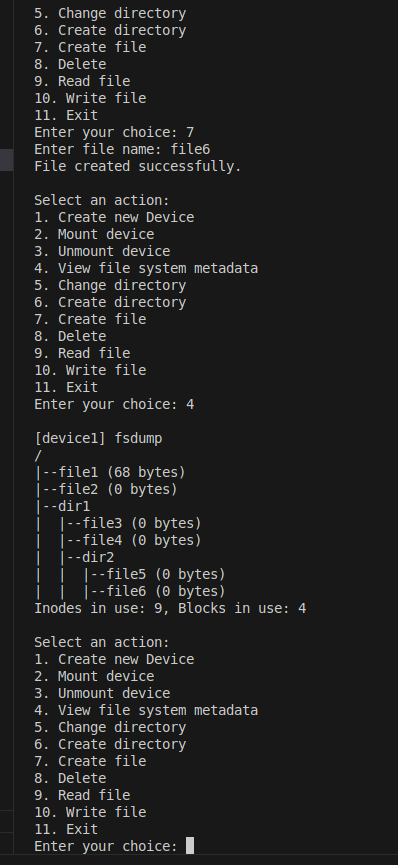 5. Change directory
6. Create directory
7. Create file
8. Delete
9. Read file
10. Write file
11. Exit
Enter your choice: 7
Enter file name: file6
File created successfully.

Select an action:
1. Create new Device
2. Mount device
3. Unmount device
4. View file system metadata
5. Change directory
6. Create directory
7. Create file
8. Delete
9. Read file
10. Write file
11. Exit
Enter your choice: 4

[device1] fsdump
/
|--file1 (68 bytes)
|--file2 (0 bytes)
|--dir1
|  |--file3 (0 bytes)
|  |--file4 (0 bytes)
|  |--dir2
|  |  |--file5 (0 bytes)
|  |  |--file6 (0 bytes)
Inodes in use: 9, Blocks in use: 4

Select an action:
1. Create new Device
2. Mount device
3. Unmount device
4. View file system metadata
5. Change directory
6. Create directory
7. Create file
8. Delete
9. Read file
10. Write file
11. Exit
Enter your choice: